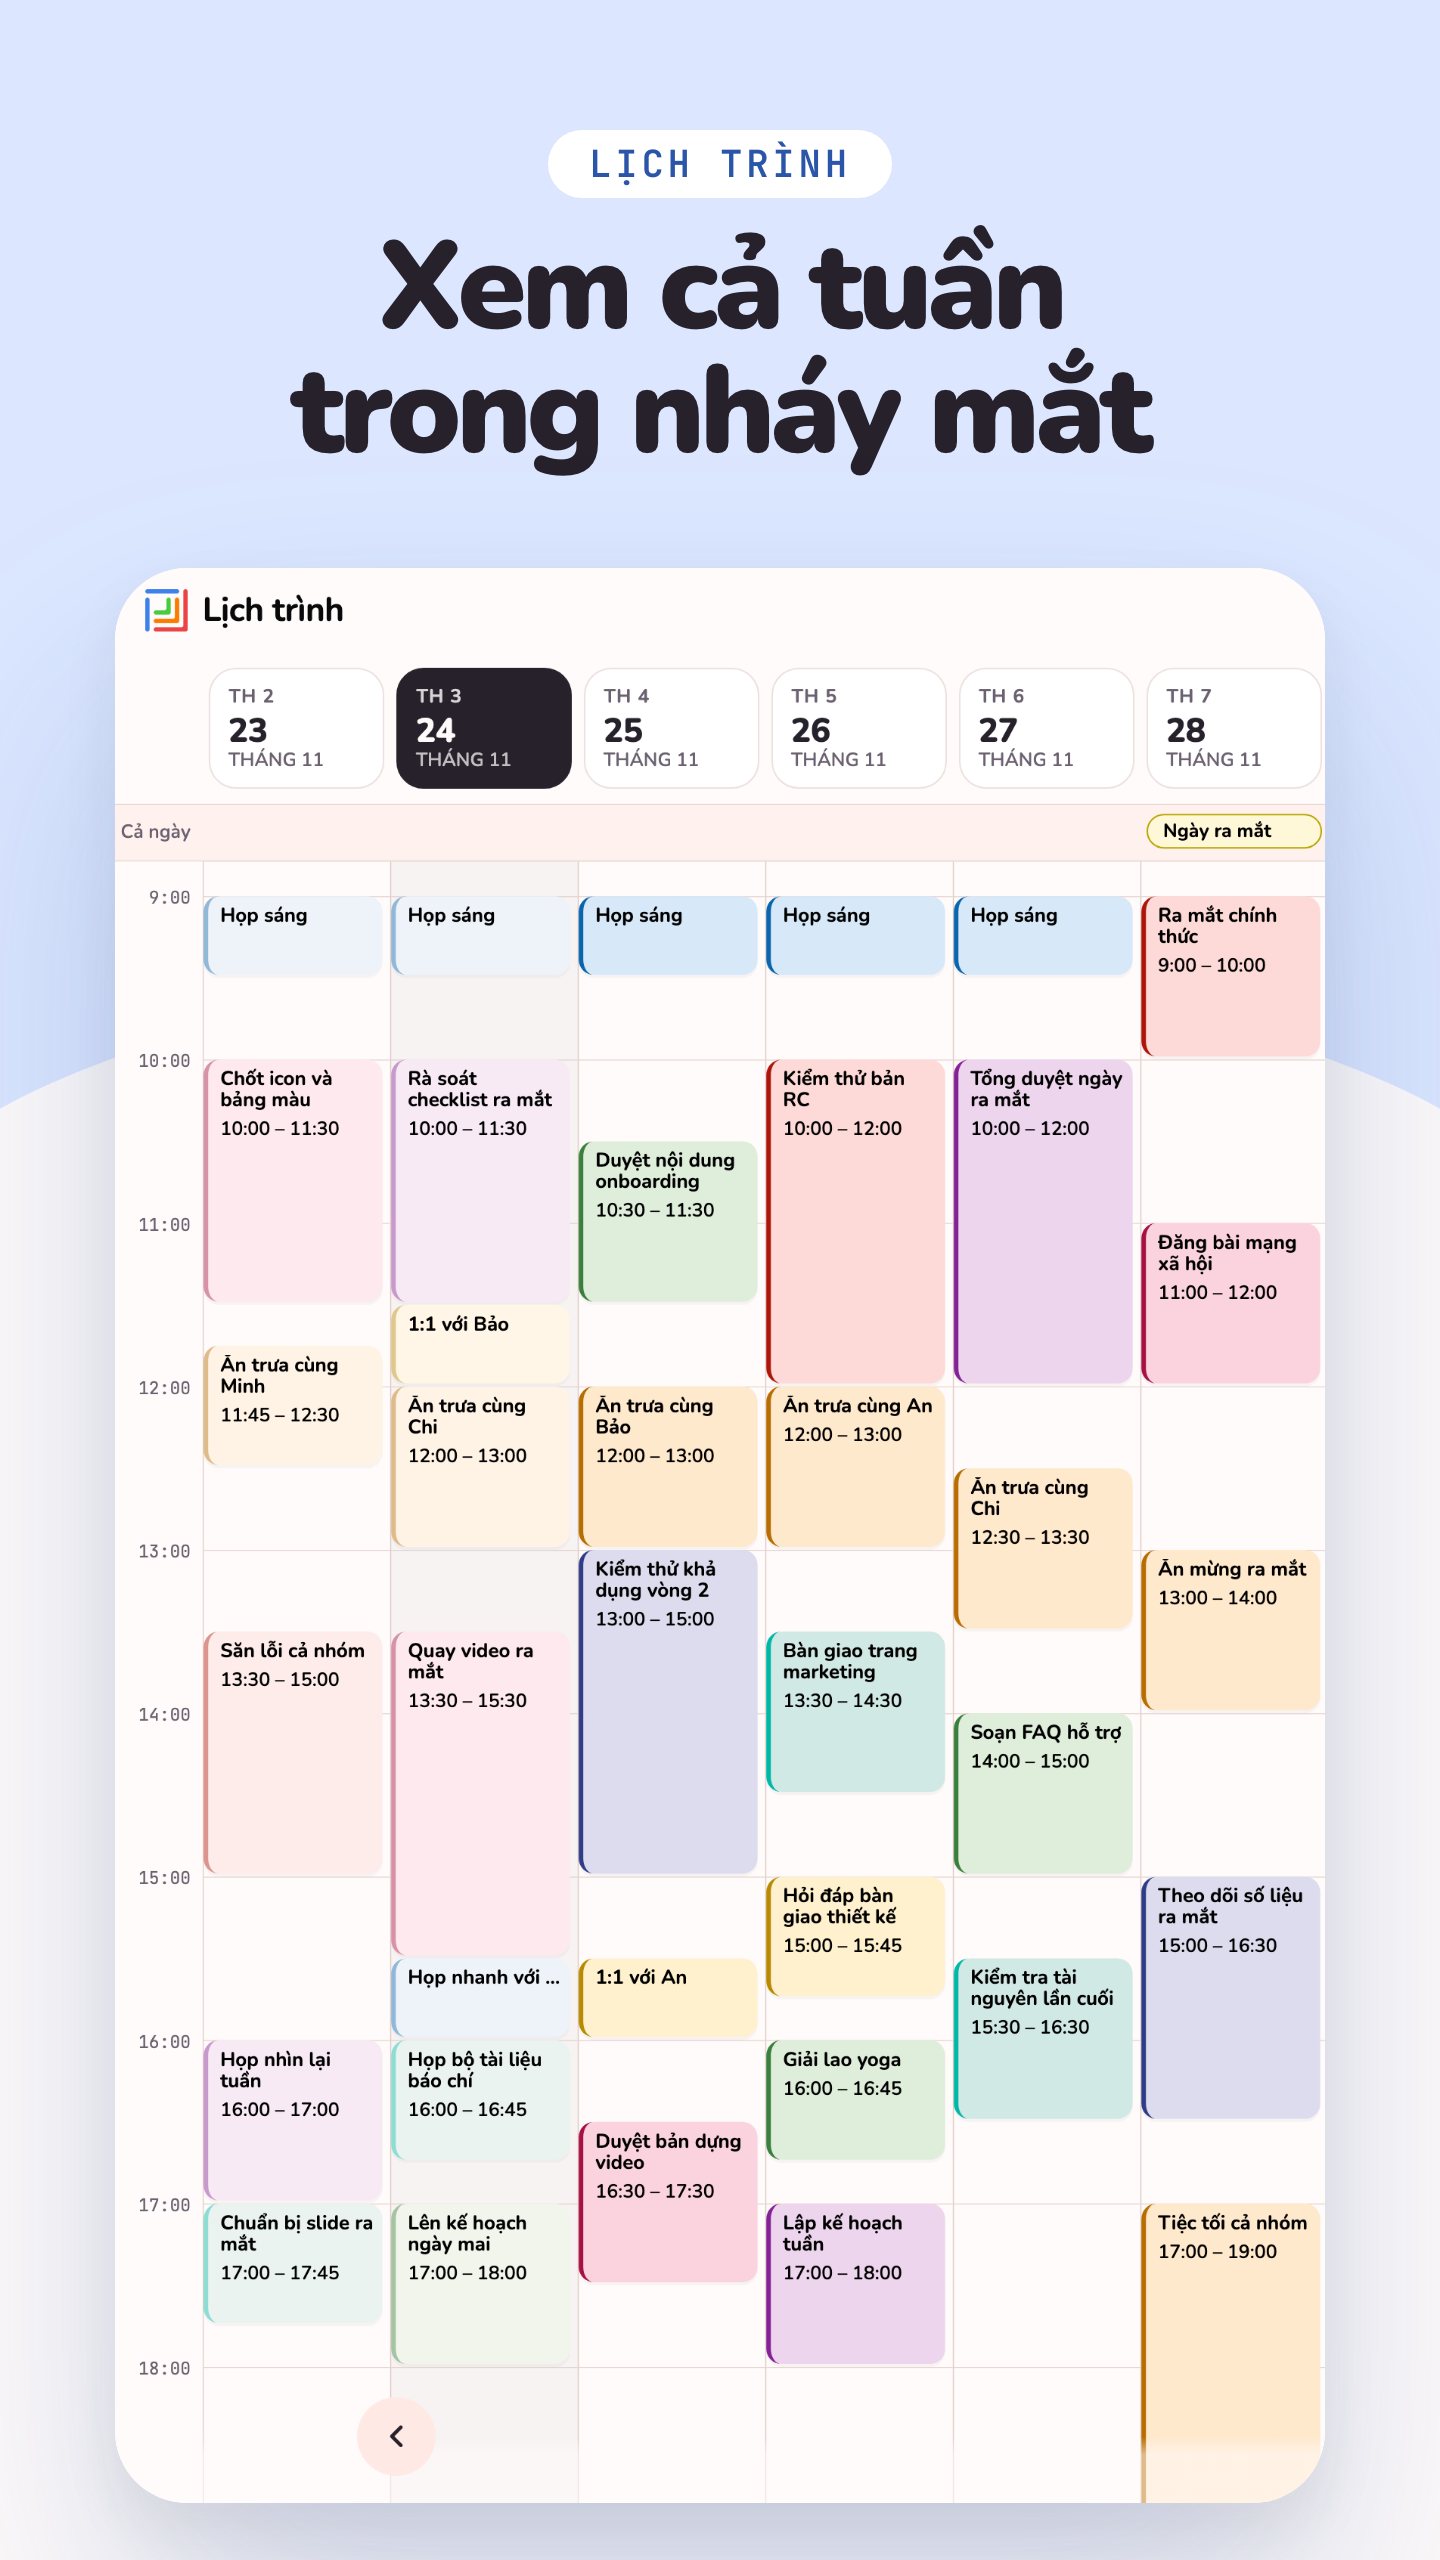 LỊCH TRÌNH
Xem cả tuần
trong nháy mắt
Lịch trình
TH 2
23
THÁNG 11
TH 3
24
THÁNG 11
TH 4
25
THÁNG 11
TH 5
26
THÁNG 11
TH 6
27
THÁNG 11
TH 7
28
THÁNG 11
Cả ngày
Ngày ra mắt
9:00
10:00
11:00
12:00
13:00
14:00
15:00
16:00
17:00
18:00
Họp sáng
Chốt icon và
bảng màu
10:00 – 11:30
Ăn trưa cùng
Minh
11:45 – 12:30
Săn lỗi cả nhóm
13:30 – 15:00
Họp nhìn lại
tuần
16:00 – 17:00
Chuẩn bị slide ra
mắt
17:00 – 17:45
Họp sáng
Rà soát
checklist ra mắt
10:00 – 11:30
1:1 với Bảo
Ăn trưa cùng
Chi
12:00 – 13:00
Quay video ra
mắt
13:30 – 15:30
Họp nhanh với ...
Họp bộ tài liệu
báo chí
16:00 – 16:45
Lên kế hoạch
ngày mai
17:00 – 18:00
Họp sáng
Duyệt nội dung
onboarding
10:30 – 11:30
Ăn trưa cùng
Bảo
12:00 – 13:00
Kiểm thử khả
dụng vòng 2
13:00 – 15:00
1:1 với An
Duyệt bản dựng
video
16:30 – 17:30
Họp sáng
Kiểm thử bản
RC
10:00 – 12:00
Ăn trưa cùng An
12:00 – 13:00
Bàn giao trang
marketing
13:30 – 14:30
Hỏi đáp bàn
giao thiết kế
15:00 – 15:45
Giải lao yoga
16:00 – 16:45
Lập kế hoạch
tuần
17:00 – 18:00
Họp sáng
Tổng duyệt ngày
ra mắt
10:00 – 12:00
Ăn trưa cùng
Chi
12:30 – 13:30
Soạn FAQ hỗ trợ
14:00 – 15:00
Kiểm tra tài
nguyên lần cuối
15:30 – 16:30
Ra mắt chính
thức
9:00 – 10:00
Đăng bài mạng
xã hội
11:00 – 12:00
Ăn mừng ra mắt
13:00 – 14:00
Theo dõi số liệu
ra mắt
15:00 – 16:30
Tiệc tối cả nhóm
17:00 – 19:00